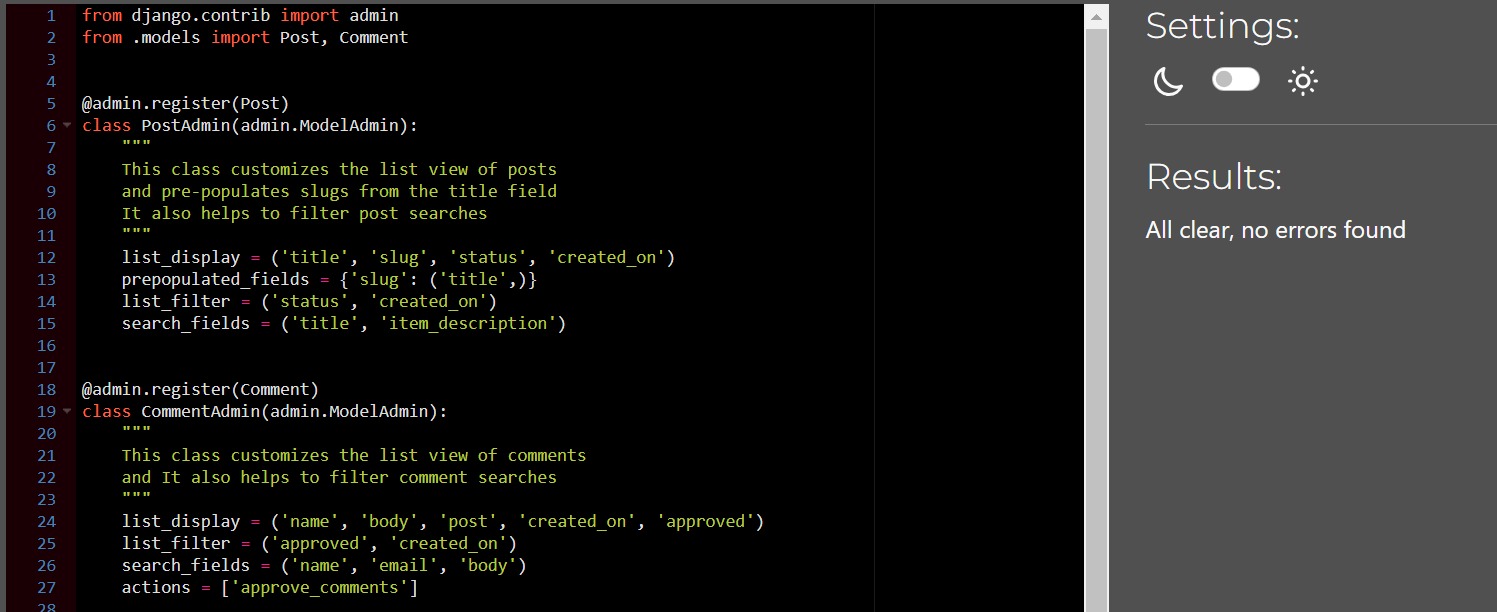 1 from django.contrib import admin
2 from .models import Post, Comment
3
4
5 @admin.register(Post)
6 class PostAdmin(admin.ModelAdmin):
7     """
8     This class customizes the list view of posts
9     and pre-populates slugs from the title field
10     It also helps to filter post searches
11     """
12     list_display = ('title', 'slug', 'status', 'created_on')
13     prepopulated_fields = {'slug': ('title',)}
14     list_filter = ('status', 'created_on')
15     search_fields = ('title', 'item_description')
16
17
18 @admin.register(Comment)
19 class CommentAdmin(admin.ModelAdmin):
20     """
21     This class customizes the list view of comments
22     and It also helps to filter comment searches
23     """
24     list_display = ('name', 'body', 'post', 'created_on', 'approved')
25     list_filter = ('approved', 'created_on')
26     search_fields = ('name', 'email', 'body')
27     actions = ['approve_comments']
28
Settings:
Results:
All clear, no errors found